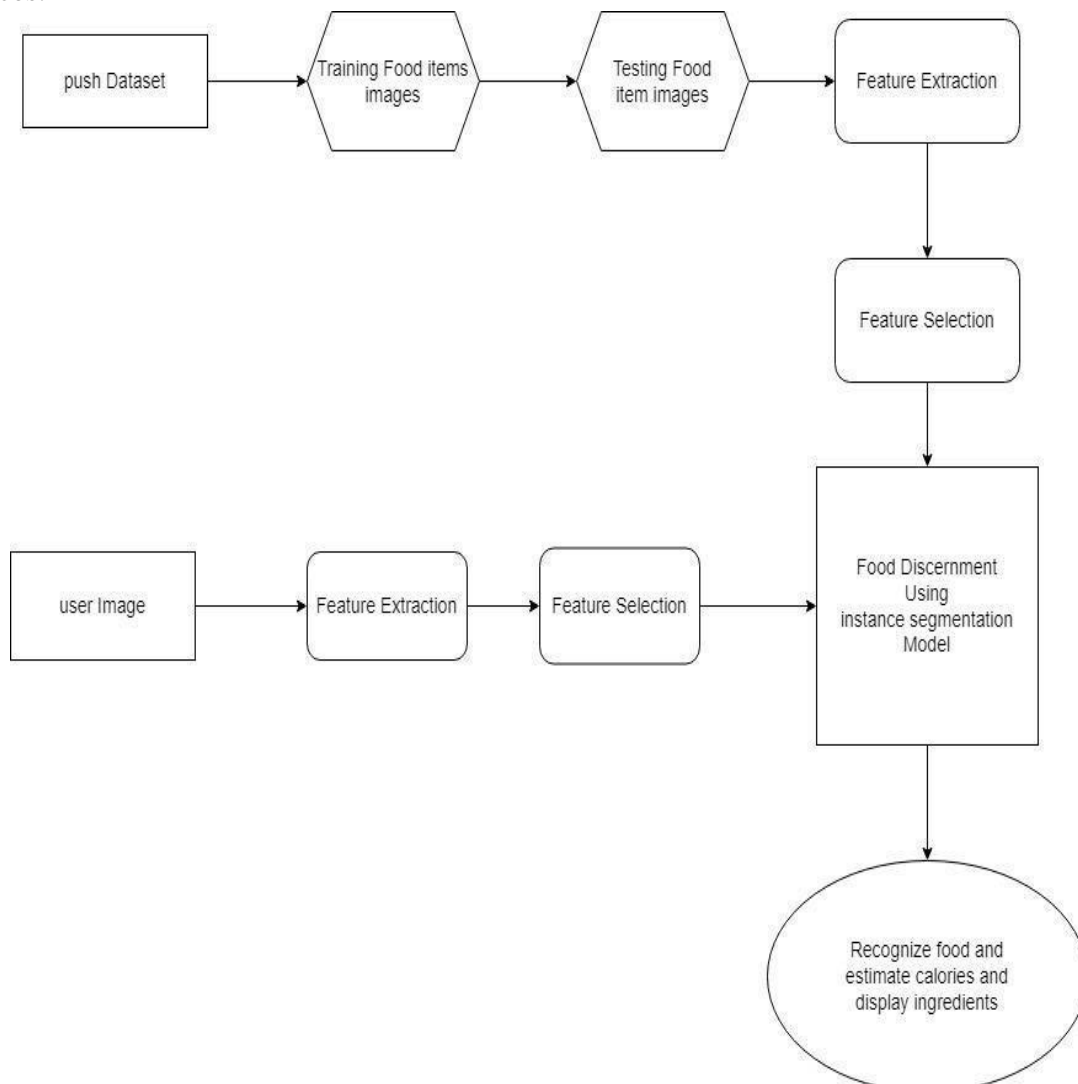 push Dataset
Training Food items
images
Testing Food
item images
Feature Extraction
Feature Selection
user Image
Feature Extraction
Feature Selection
Food Discernment
Using
instance segmentation
Model
Recognize food and
estimate calories and
display ingredients